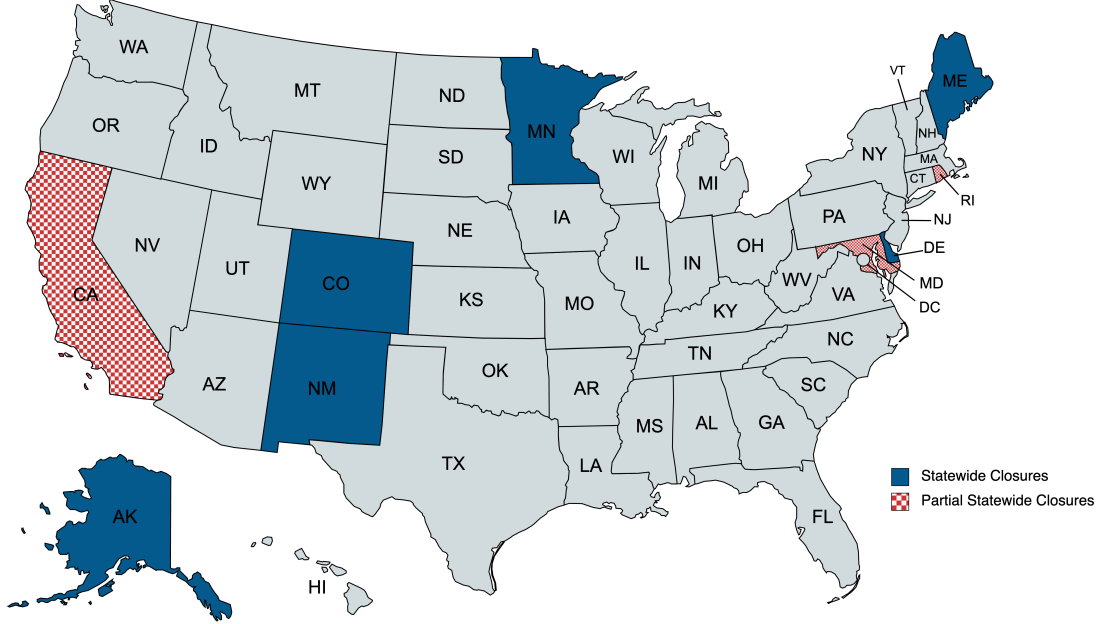 WA
MT
ND
MN
VT
ME
OR
ID
SD
WI
NH
NY
MA
WY
MI
CT
RI
IA
PA
NJ
NE
NV
OH
DE
UT
IL
IN
CO
WV
MD
CA
KS
MO
VA
DC
KY
NC
TN
AZ
NM
OK
AR
SC
MS
AL
GA
TX
LA
Statewide Closures
Partial Statewide Closures
AK
FL
HI